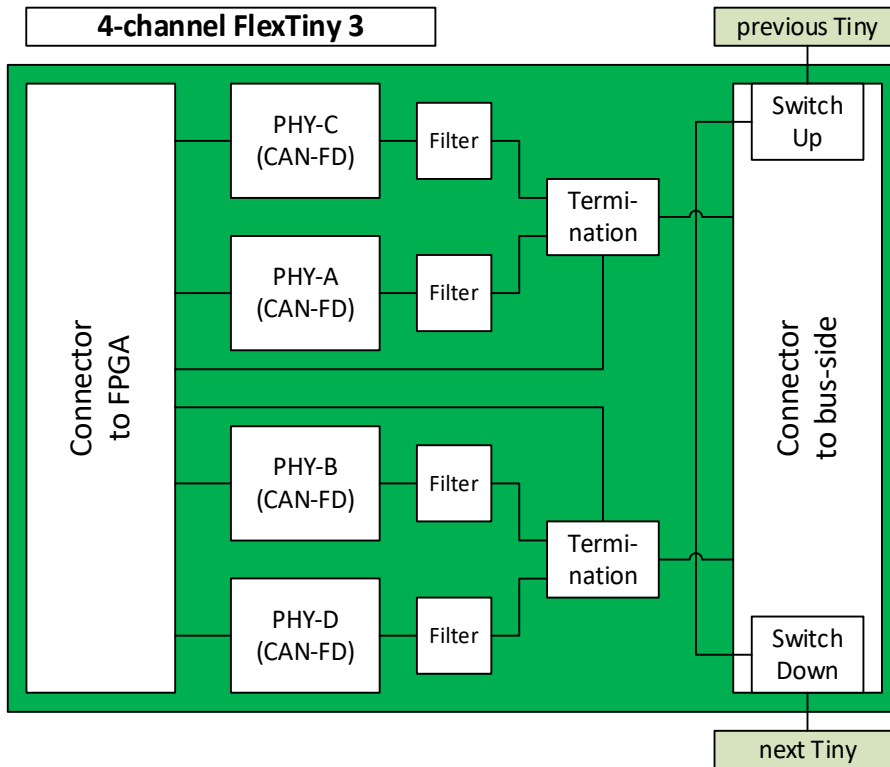 4-channel FlexTiny 3
previous Tiny
Switch
Up
PHY-C
(CAN-FD)
Filter
Termi-
nation
PHY-A
(CAN-FD)
Filter
Connector
to FPGA
Connector
to bus-side
PHY-B
(CAN-FD)
Filter
Termi-
nation
PHY-D
(CAN-FD)
Filter
Switch
Down
next Tiny